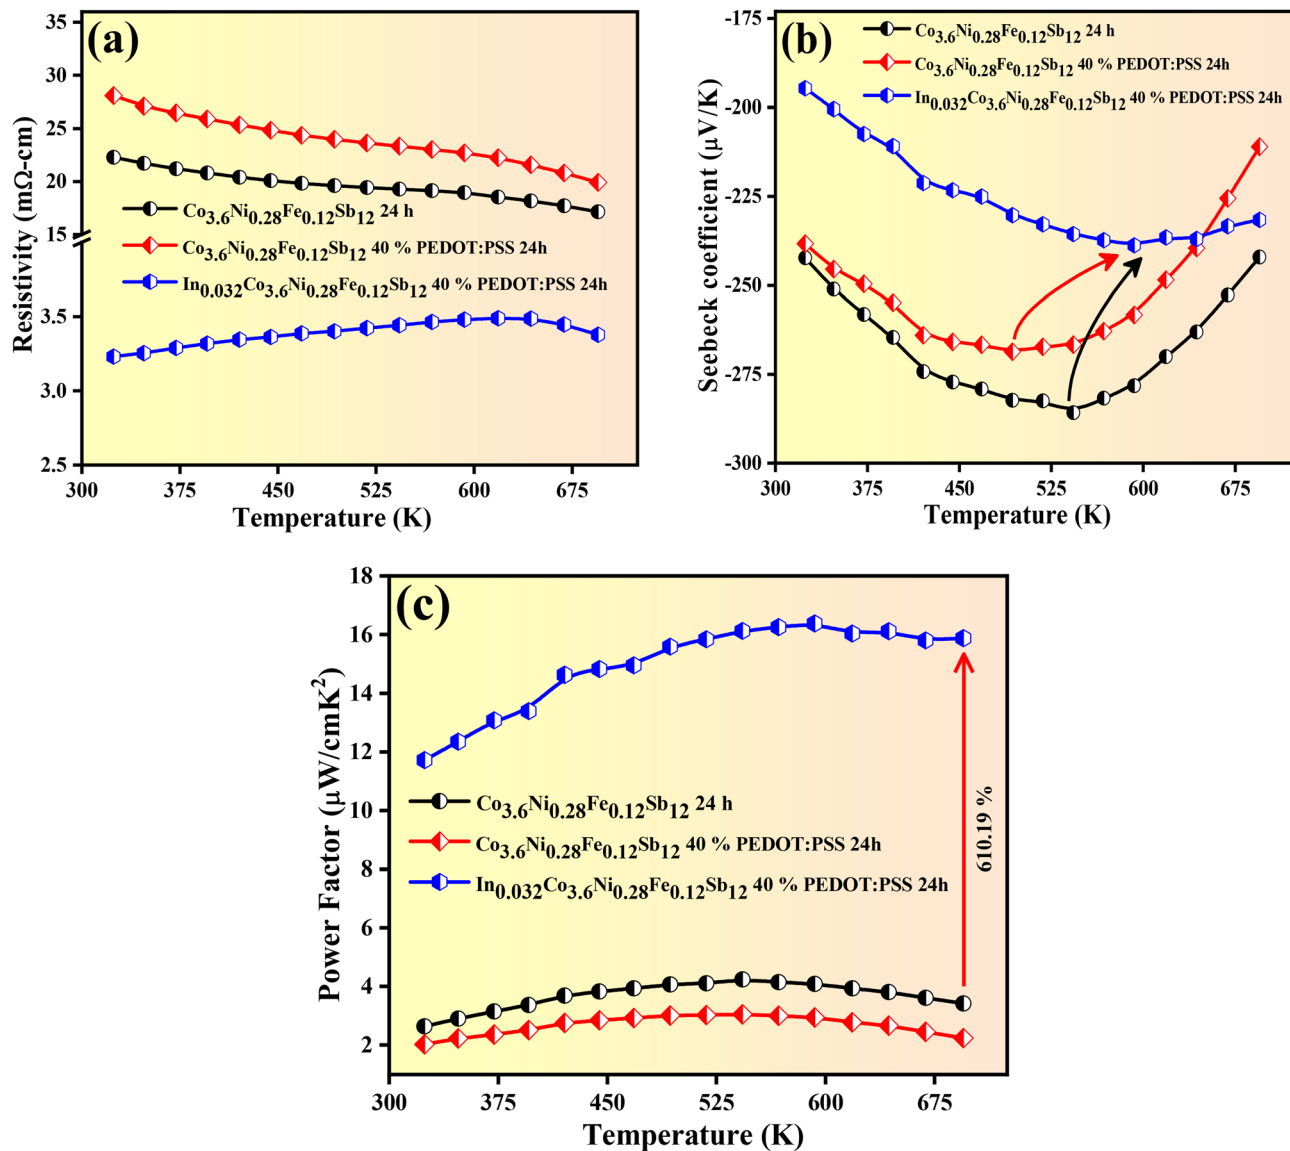 (a)
35
30
25
20
15
3.5
3.0
2.5
Resistivity (mΩ-cm)
Co3.6Ni0.28Fe0.12Sb12 24 h
Co3.6Ni0.28Fe0.12Sb12 40 % PEDOT:PSS 24h
In0.032Co3.6Ni0.28Fe0.12Sb12 40 % PEDOT:PSS 24h
300 375 450 525 600 675
Temperature (K)
(b)
-175
-200
-225
-250
-275
-300
Seebeck coefficient (µV/K)
Co3.6Ni0.28Fe0.12Sb12 24 h
Co3.6Ni0.28Fe0.12Sb12 40 % PEDOT:PSS 24h
In0.032Co3.6Ni0.28Fe0.12Sb12 40 % PEDOT:PSS 24h
300 375 450 525 600 675
Temperature (K)
(c)
18
16
14
12
10
8
6
4
2
Power Factor (µW/cmK2)
Co3.6Ni0.28Fe0.12Sb12 24 h
Co3.6Ni0.28Fe0.12Sb12 40 % PEDOT:PSS 24h
In0.032Co3.6Ni0.28Fe0.12Sb12 40 % PEDOT:PSS 24h
610.19 %
300 375 450 525 600 675
Temperature (K)